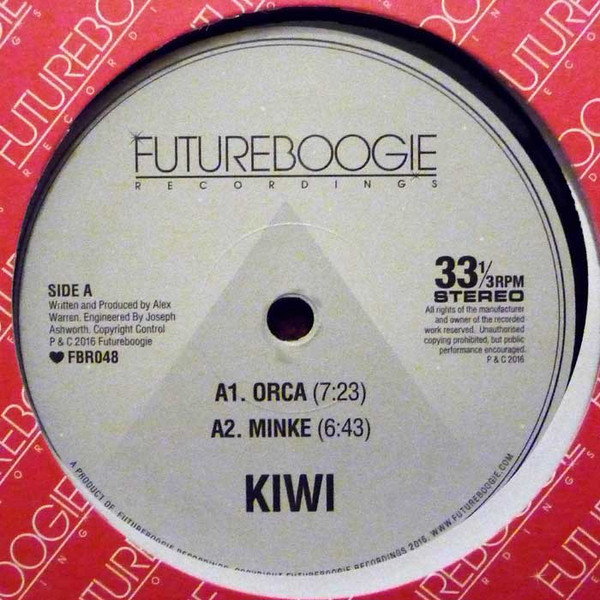 FUTUREBOOGIE
RECORDINGS
SIDE A
Written and Produced by Alex
Warren. Engineered By Joseph
Ashworth. Copyright Control
P & C 2016 Futureboogie
♥ FBR048
33 1/3 RPM
STEREO
All rights of the manufacturer
and owner of the recorded
work reserved. Unauthorised
copying prohibited, but public
performance encouraged.
P & C 2016
A1. ORCA (7:23)
A2. MINKE (6:43)
KIWI
A PRODUCT OF FUTUREBOOGIE RECORDINGS. COPYRIGHT FUTUREBOOGIE RECORDINGS 2016. WWW.FUTUREBOOGIE.COM